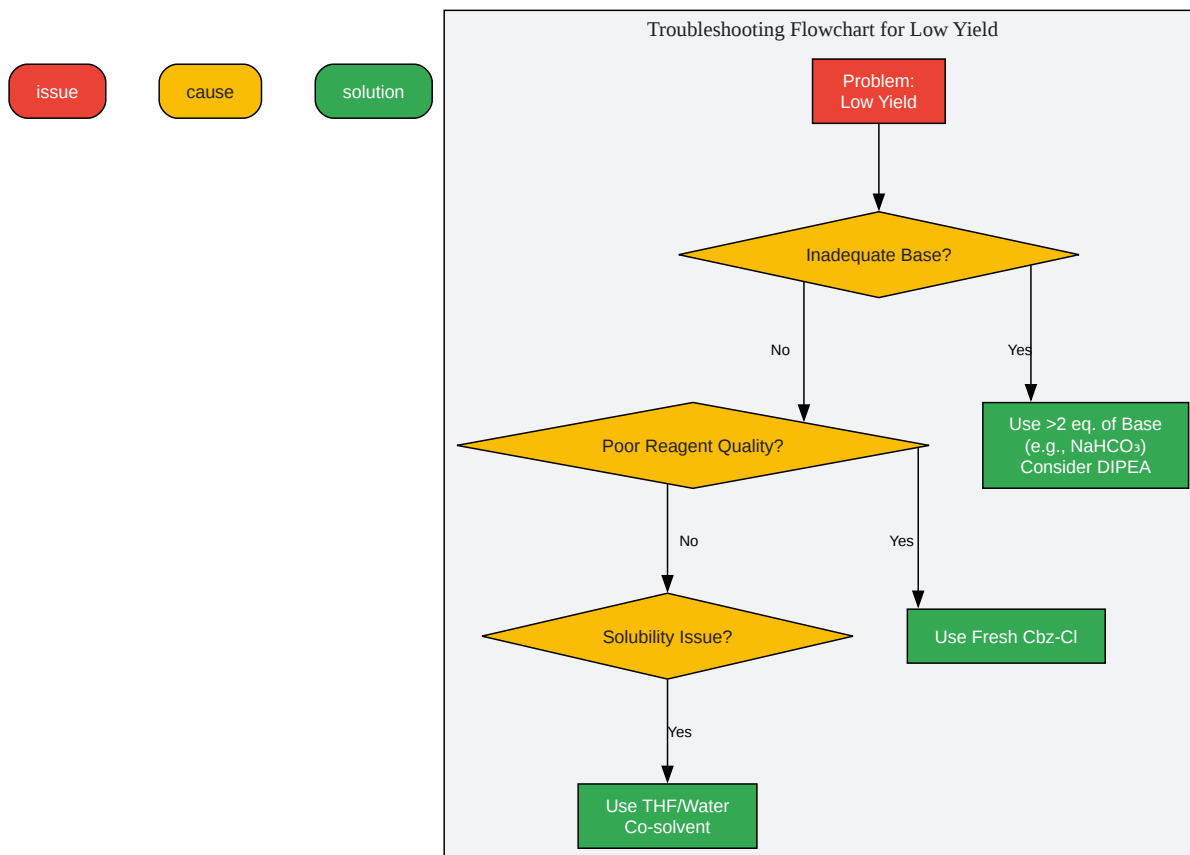 Troubleshooting Flowchart for Low Yield
issue
cause
solution
Problem:
Low Yield
Inadequate Base?
No
Yes
Poor Reagent Quality?
Use >2 eq. of Base
(e.g., NaHCO₃)
Consider DIPEA
No
Yes
Solubility Issue?
Use Fresh Cbz-Cl
Yes
Use THF/Water
Co-solvent